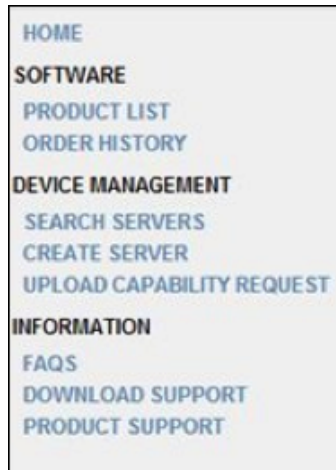 HOME
SOFTWARE
PRODUCT LIST
ORDER HISTORY
DEVICE MANAGEMENT
SEARCH SERVERS
CREATE SERVER
UPLOAD CAPABILITY REQUEST
INFORMATION
FAQS
DOWNLOAD SUPPORT
PRODUCT SUPPORT